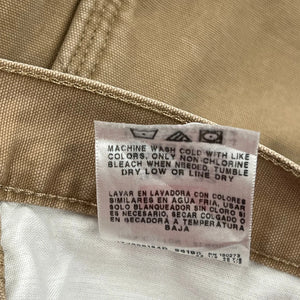 MACHINE WASH COLD WITH LIKE
COLORS. ONLY NON CHLORINE
BLEACH WHEN NEEDED. TUMBLE
DRY LOW OR LINE DRY
LAVAR EN LAVADORA CON COLORES
SIMILARES EN AGUA FRIA. USAR
SOLO BLANQUEADOR SIN CLORO SI
ES NECESARIO, SECAR COLGADO O
EN SECADORA A TEMPERATURA
BAJA